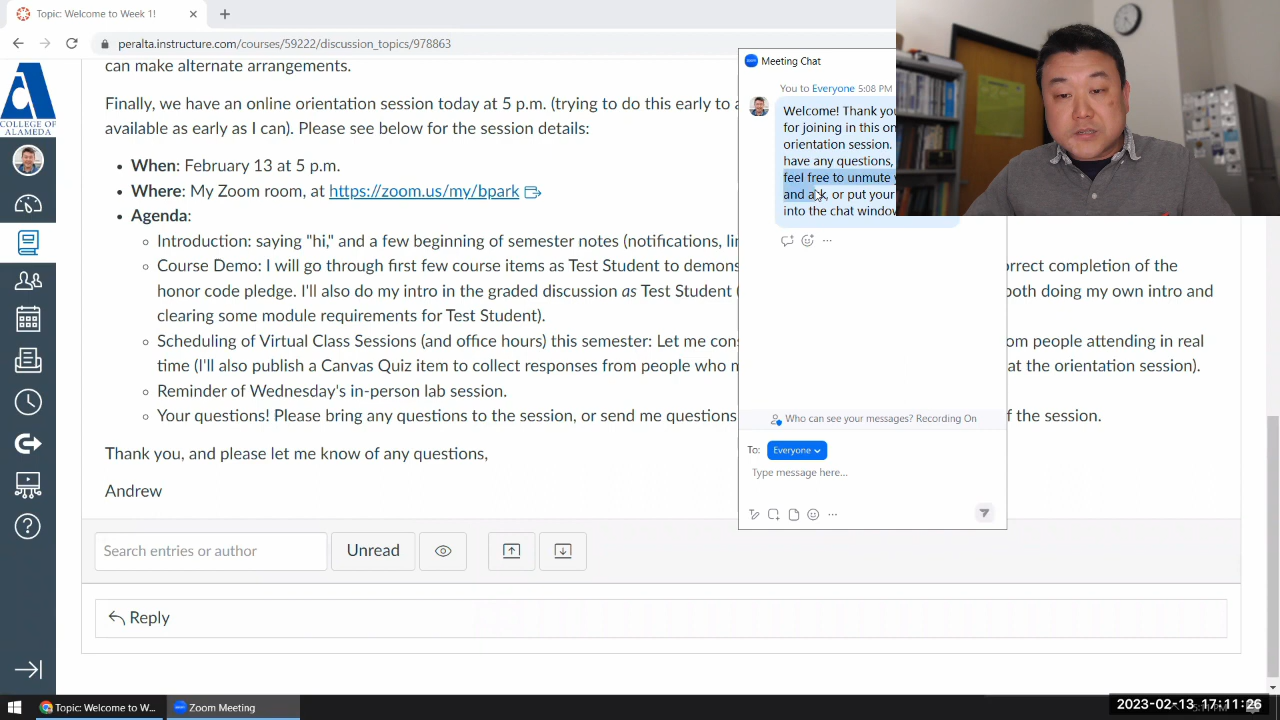 Topic: Welcome to Week 1!
peralta.instructure.com/courses/59222/discussion_topics/978863
COLLEGE OF
ALAMEDA
can make alternate arrangements.
Finally, we have an online orientation session today at 5 p.m. (trying to do this early to a
available as early as I can). Please see below for the session details:
When: February 13 at 5 p.m.
Where: My Zoom room, at https://zoom.us/my/bpark
Agenda:
Introduction: saying "hi," and a few beginning of semester notes (notifications,
Course Demo: I will go through first few course items as Test Student to demons rrect completion of the
honor code pledge. I'll also do my intro in the graded discussion as Test Student ( both doing my own intro and
clearing some module requirements for Test Student).
Scheduling of Virtual Class Sessions (and office hours) this semester: Let me con om people attending in real
time (I'll also publish a Canvas Quiz item to collect responses from people who m at the orientation session).
Reminder of Wednesday's in-person lab session.
Your questions! Please bring any questions to the session, or send me questions of the session.
Thank you, and please let me know of any questions,
Andrew
Search entries or author
Unread
Reply
Meeting Chat
You to Everyone 5:08 PM
Welcome! Thank you
for joining in this on
orientation session.
have any questions,
feel free to unmute
and ask, or put your
into the chat window
Who can see your messages? Recording On
To: Everyone
Type message here...
Topic: Welcome to W...
Zoom Meeting
2023-02-13 17:11:26